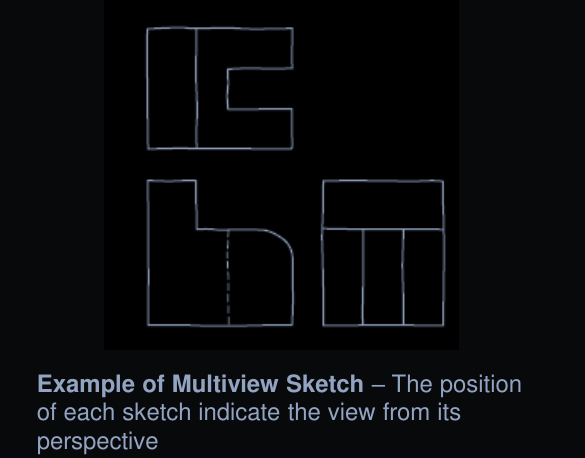 Example of Multiview Sketch – The position
of each sketch indicate the view from its
perspective